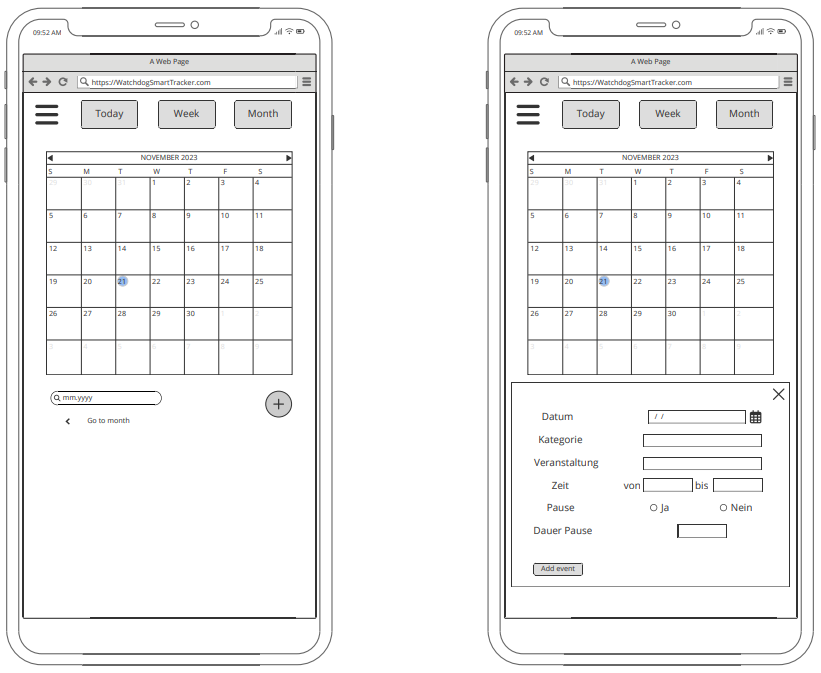 09:52 AM
A Web Page
https://WatchdogSmartTracker.com
Today Week Month
NOVEMBER 2023
S M T W T F S
29 30 31 1 2 3 4
5 6 7 8 9 10 11
12 13 14 15 16 17 18
19 20 21 22 23 24 25
26 27 28 29 30 1 2
3 4 5 6 7 8 9
mm.yyyy
+
Go to month
09:52 AM
A Web Page
https://WatchdogSmartTracker.com
Today Week Month
NOVEMBER 2023
S M T W T F S
29 30 31 1 2 3 4
5 6 7 8 9 10 11
12 13 14 15 16 17 18
19 20 21 22 23 24 25
26 27 28 29 30 1 2
3 4 5 6 7 8 9
Datum / /
Kategorie
Veranstaltung
Zeit von bis
Pause Ja Nein
Dauer Pause
Add event